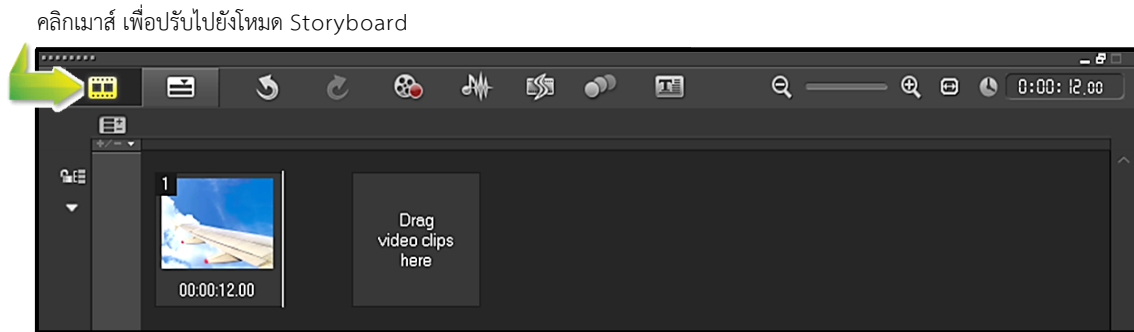 คลิกเมาส์ เพื่อปรับไปยังโหมด Storyboard
0:00:12.00
+/-
1
Drag
video clips
here
00:00:12.00